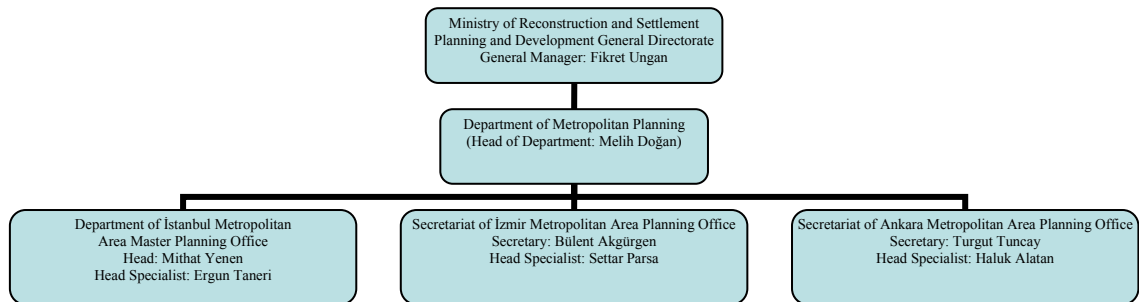 Ministry of Reconstruction and Settlement
Planning and Development General Directorate
General Manager: Fikret Ungan
Department of Metropolitan Planning
(Head of Department: Melih Doğan)
Department of İstanbul Metropolitan
Area Master Planning Office
Head: Mithat Yenen
Head Specialist: Ergun Taneri
Secretariat of İzmir Metropolitan Area Planning Office
Secretary: Bülent Akgürgen
Head Specialist: Settar Parsa
Secretariat of Ankara Metropolitan Area Planning Office
Secretary: Turgut Tuncay
Head Specialist: Haluk Alatan